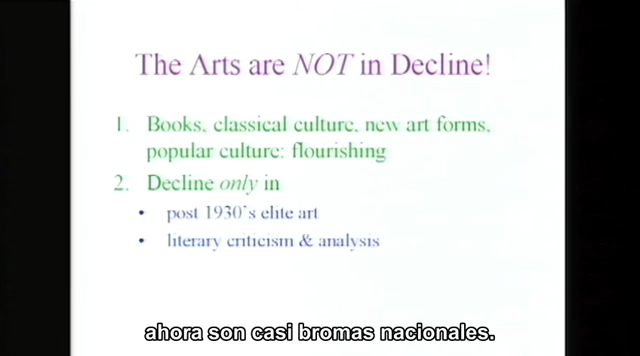 The Arts are NOT in Decline!
1. Books, classical culture, new art forms,
popular culture: flourishing
2. Decline only in
• post 1930`s elite art
• literary criticism & analysis
ahora son casi bromas nacionales.